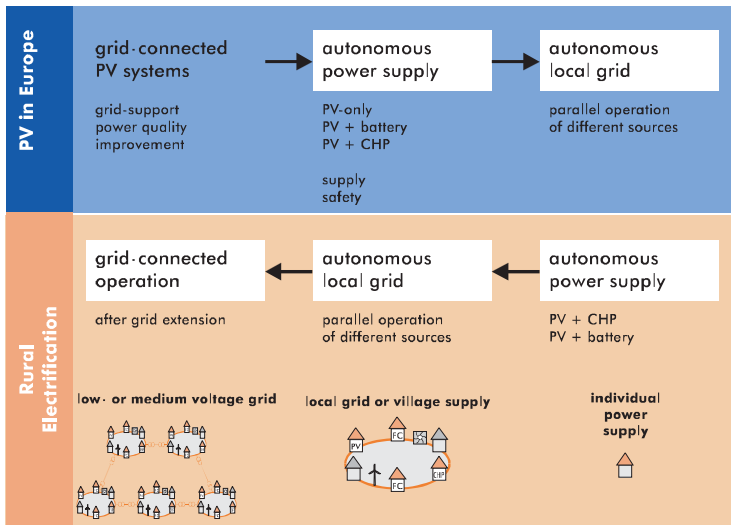 PV in Europe
grid-connected
PV systems
grid-support
power quality
improvement
autonomous
power supply
PV-only
PV + battery
PV + CHP
supply
safety
autonomous
local grid
parallel operation
of different sources
Rural
Electrification
grid-connected
operation
after grid extension
autonomous
local grid
parallel operation
of different sources
autonomous
power supply
PV + CHP
PV + battery
low- or medium voltage grid
local grid or village supply
PV
FC
FC
CHP
individual
power
supply